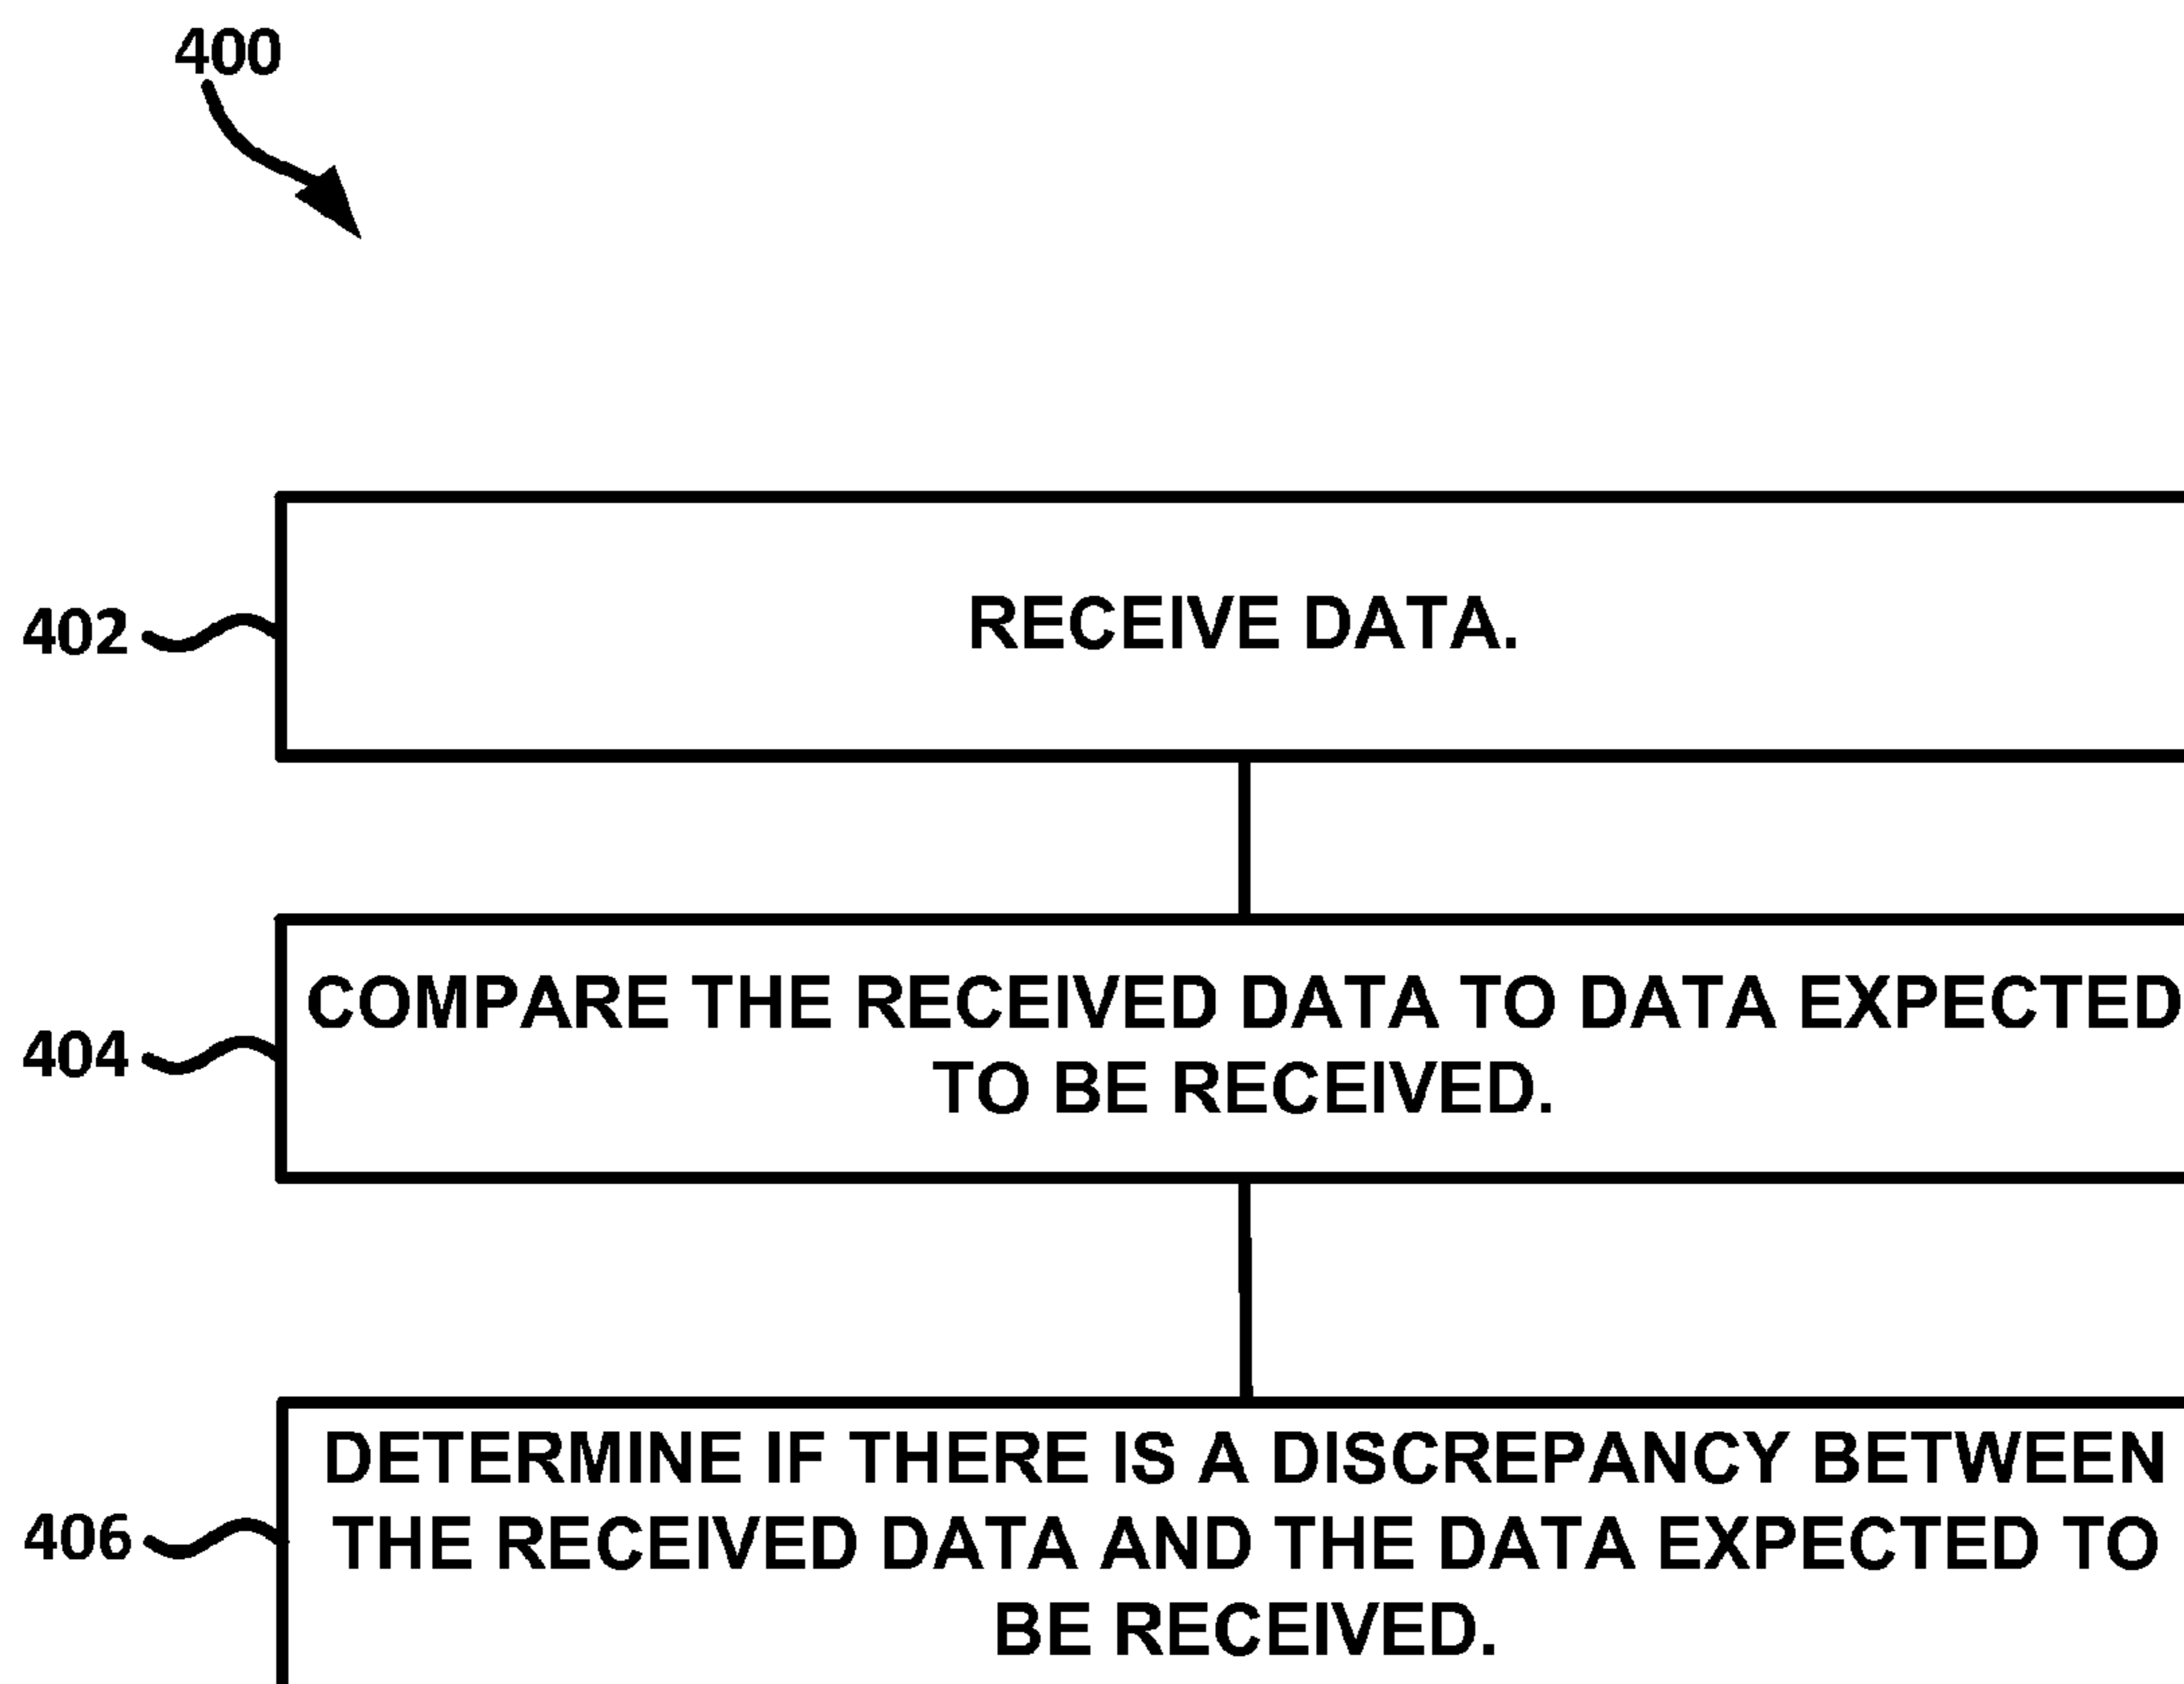 400
402
RECEIVE DATA.
404
COMPARE THE RECEIVED DATA TO DATA EXPECTED
TO BE RECEIVED.
406
DETERMINE IF THERE IS A DISCREPANCY BETWEEN
THE RECEIVED DATA AND THE DATA EXPECTED TO
BE RECEIVED.